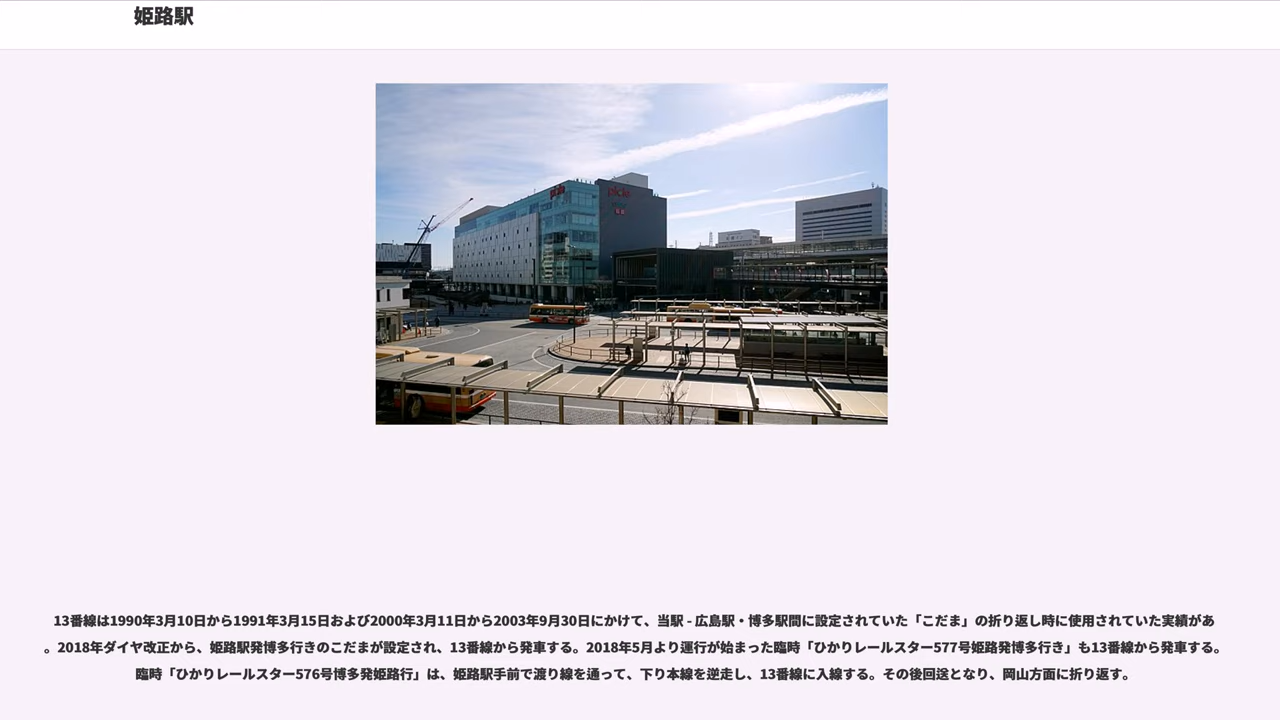 姫路駅
piole
piole
13番線は1990年3月10日から1991年3月15日および2000年3月11日から2003年9月30日にかけて、当駅 - 広島駅・博多駅間に設定されていた「こだま」の折り返し時に使用されていた実績があ
。2018年ダイヤ改正から、姫路駅発博多行きのこだまが設定され、13番線から発車する。2018年5月より運行が始まった臨時「ひかりレールスター577号姫路発博多行き」も13番線から発車する。
臨時「ひかりレールスター576号博多発姫路行」は、姫路駅手前で渡り線を通って、下り本線を逆走し、13番線に入線する。その後回送となり、岡山方面に折り返す。